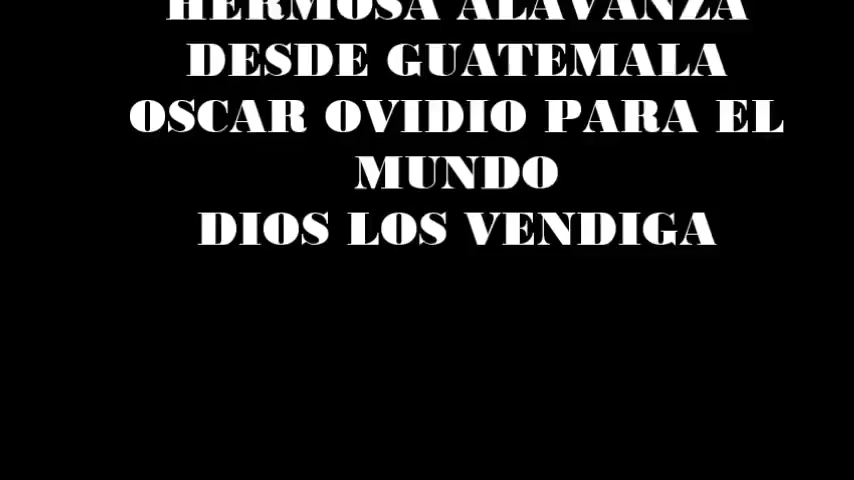 HERMOSA ALAVANZA
DESDE GUATEMALA
OSCAR OVIDIO PARA EL
MUNDO
DIOS LOS VENDIGA